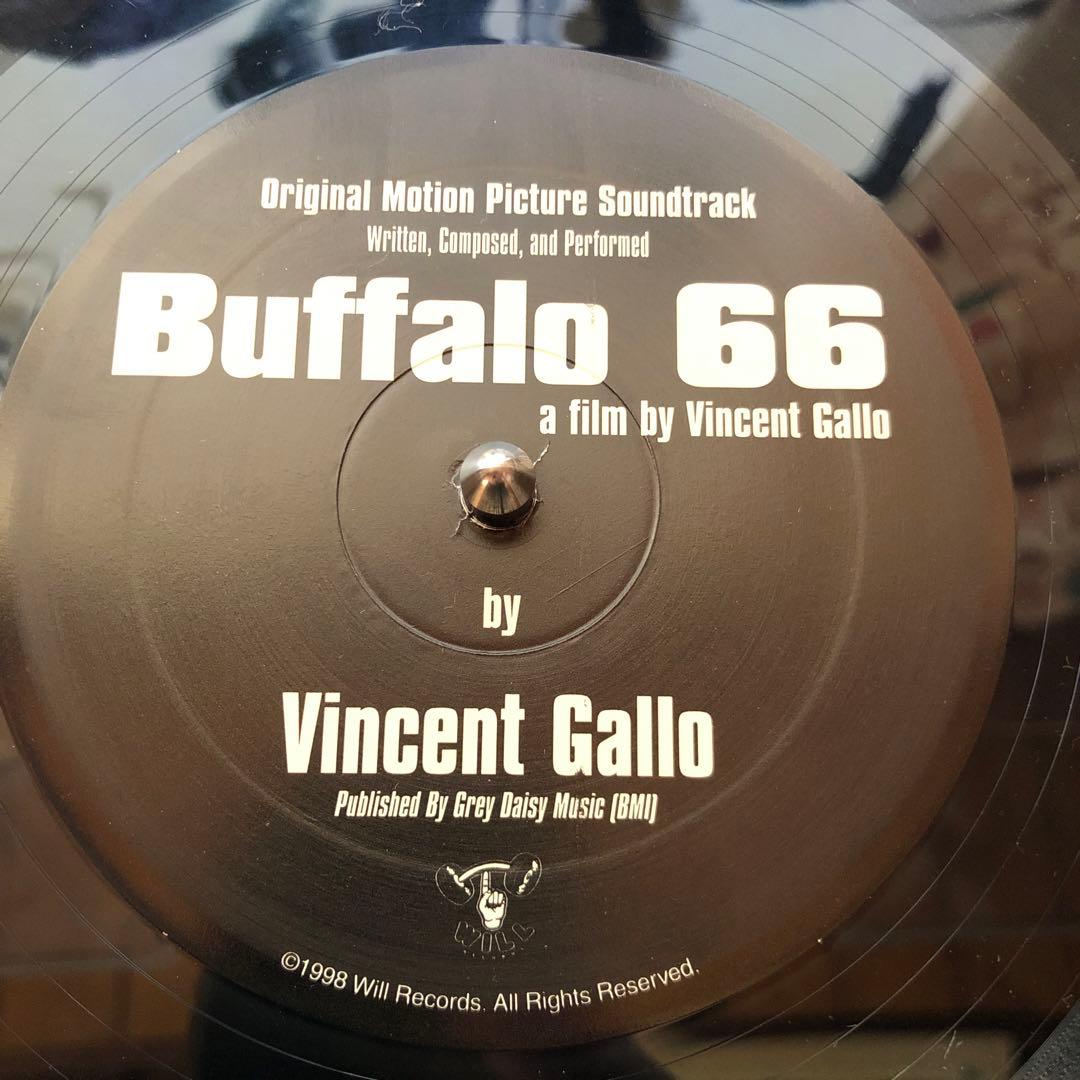 Original Motion Picture Soundtrack
Written, Composed, and Performed
Buffalo 66
a film by Vincent Gallo
by
Vincent Gallo
Published By Grey Daisy Music (BMI)
WILL
©1998 Will Records. All Rights Reserved.